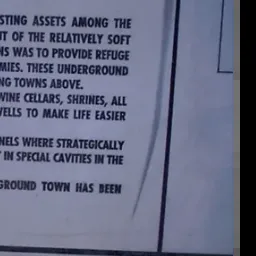 STING ASSETS AMONG THE
T OF THE RELATIVELY SOFT
NS WAS TO PROVIDE REFUGE
MIES. THESE UNDERGROUND
NG TOWNS ABOVE.
WINE CELLARS, SHRINES, ALL
ELLS TO MAKE LIFE EASIER
NELS WHERE STRATEGICALLY
IN SPECIAL CAVITIES IN THE
GROUND TOWN HAS BEEN